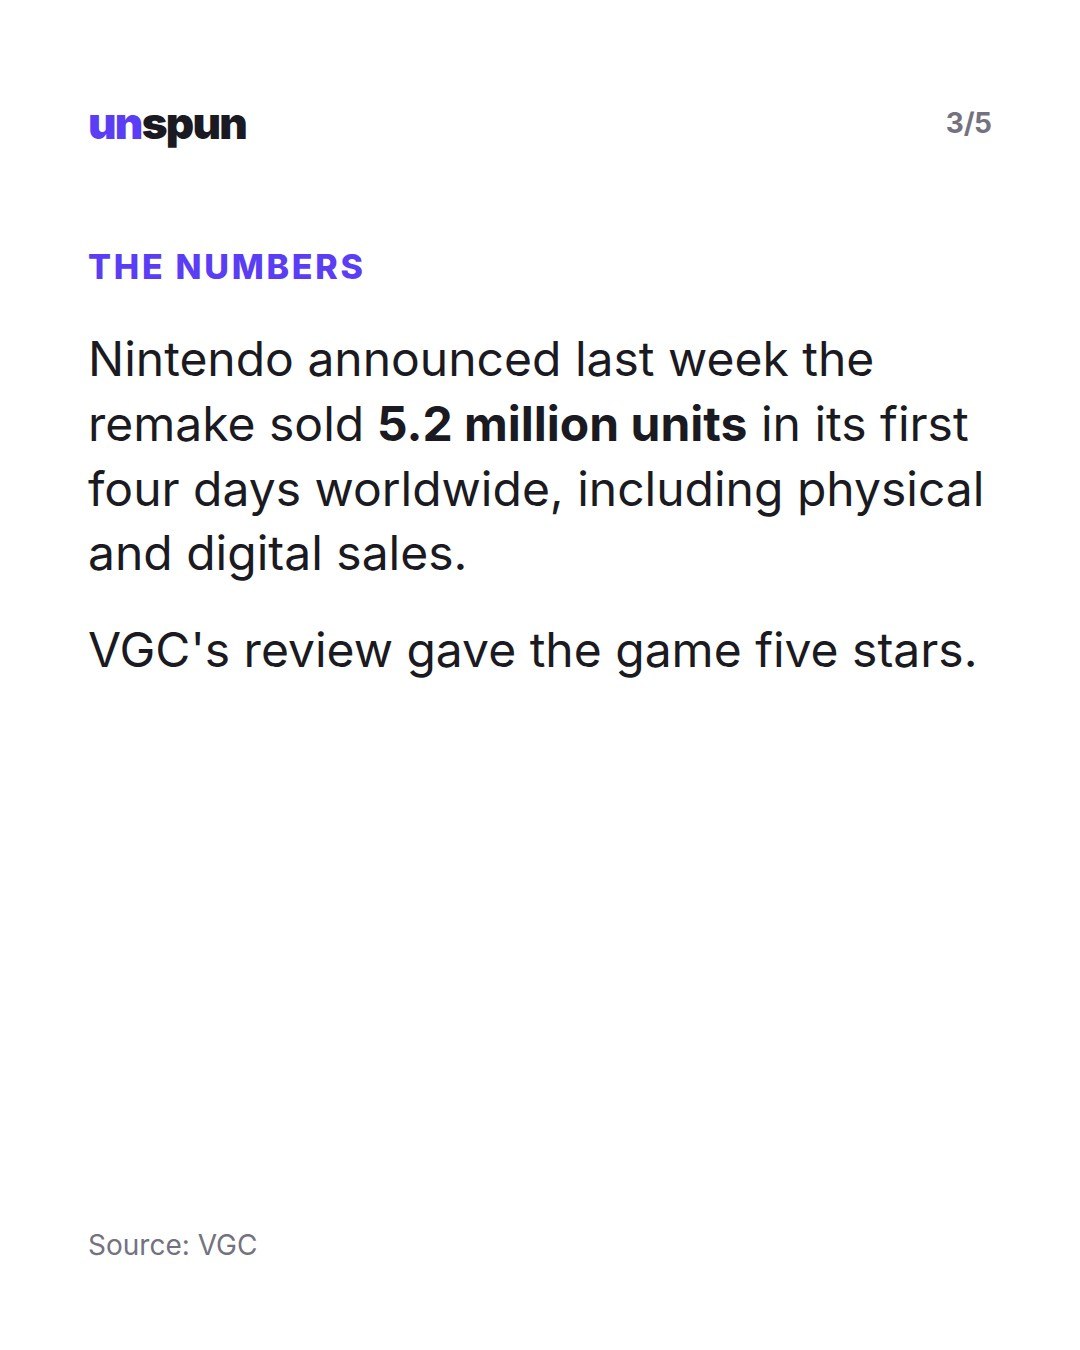 unspun
3/5
THE NUMBERS
Nintendo announced last week the
remake sold 5.2 million units in its first
four days worldwide, including physical
and digital sales.
VGC's review gave the game five stars.
Source: VGC